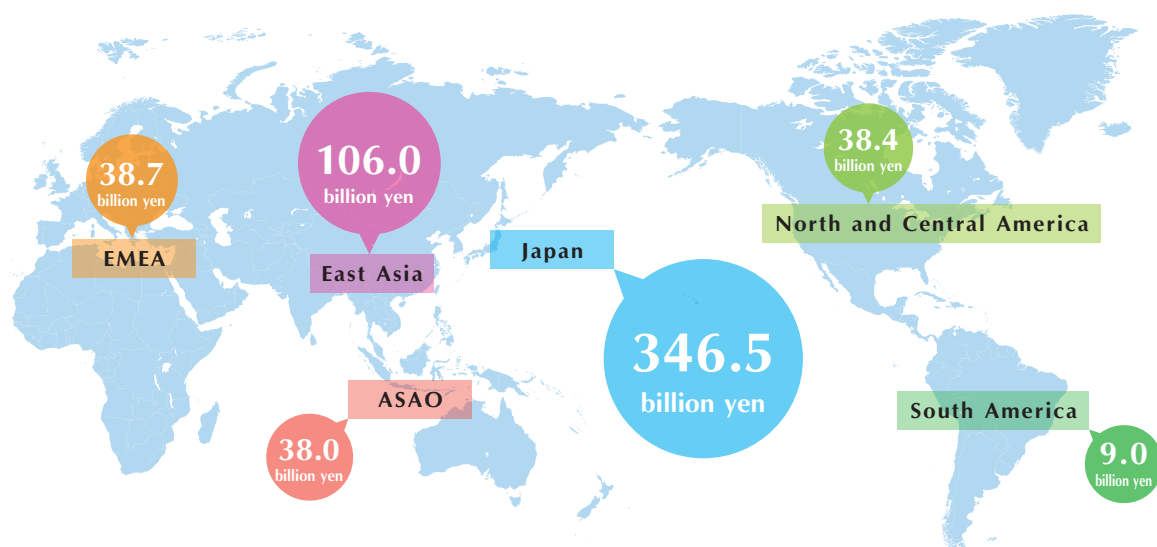 38.7
billion yen
EMEA
106.0
billion yen
East Asia
Japan
346.5
billion yen
38.4
billion yen
North and Central America
ASAO
38.0
billion yen
South America
9.0
billion yen